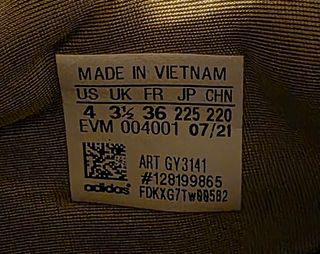 MADE IN VIETNAM
US UK FR JP CHN
4 3½ 36 225 220
EVM 004001 07/21
ART GY3141
#128199865
adidas FDKXG7Tw00582